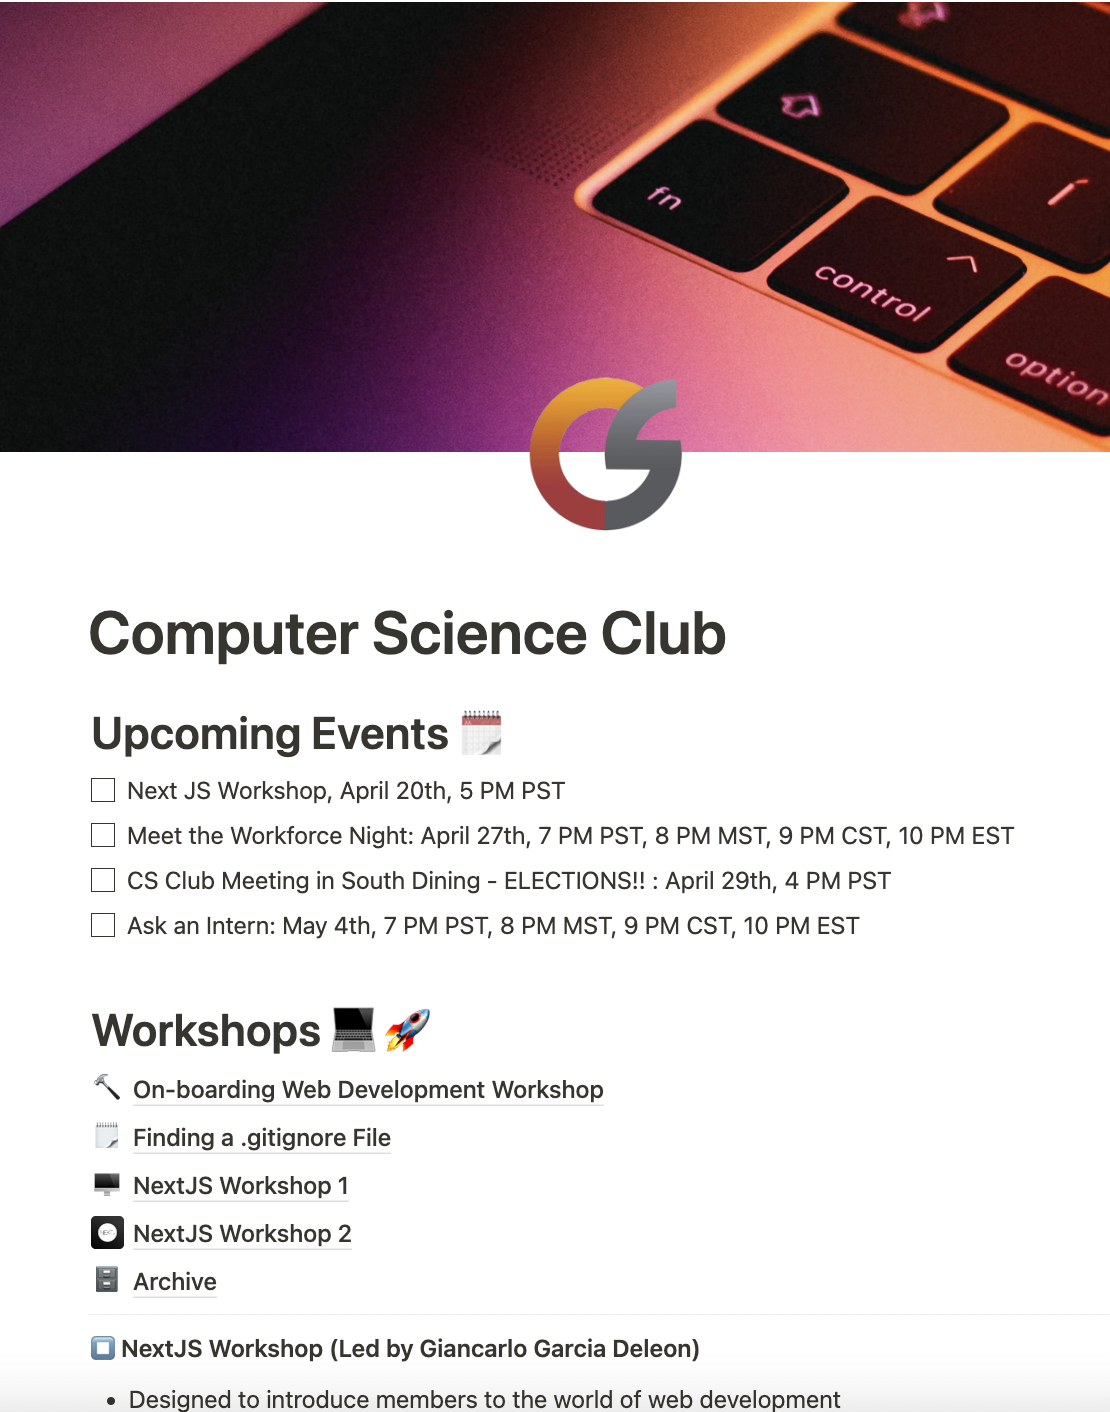 fn
control
option
Computer Science Club
Upcoming Events
Next JS Workshop, April 20th, 5 PM PST
Meet the Workforce Night: April 27th, 7 PM PST, 8 PM MST, 9 PM CST, 10 PM EST
CS Club Meeting in South Dining - ELECTIONS!! : April 29th, 4 PM PST
Ask an Intern: May 4th, 7 PM PST, 8 PM MST, 9 PM CST, 10 PM EST
Workshops
On-boarding Web Development Workshop
Finding a .gitignore File
NextJS Workshop 1
NextJS Workshop 2
Archive
NextJS Workshop (Led by Giancarlo Garcia Deleon)
• Designed to introduce members to the world of web development